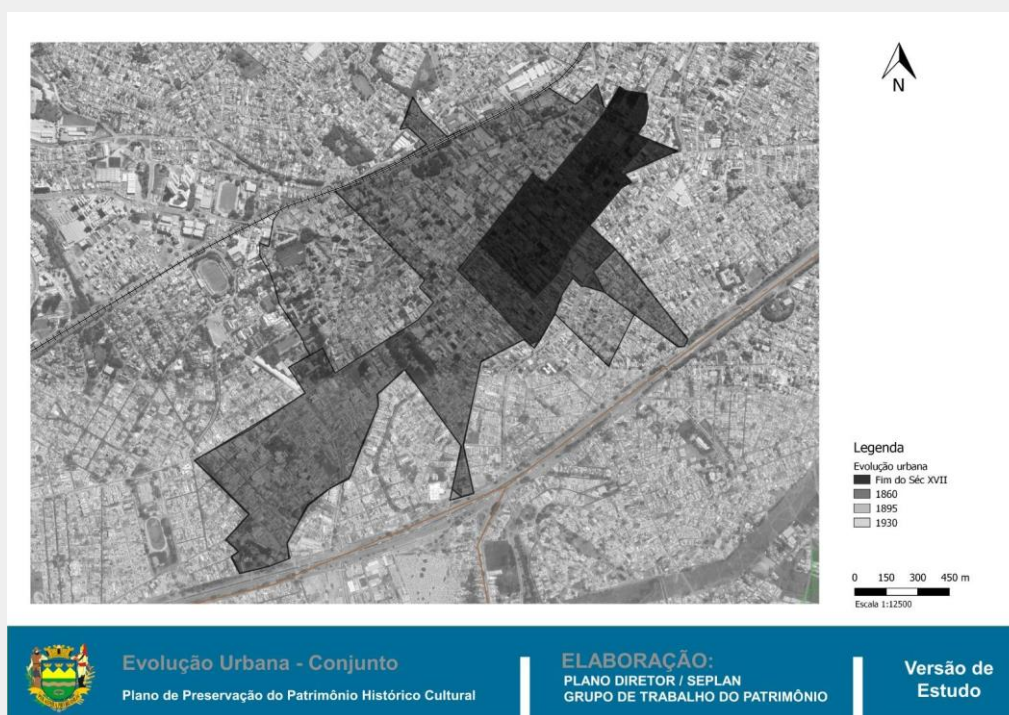 N
Legenda
Evolução urbana
Fim do Séc XVII
1860
1895
1930
0 150 300 450 m
Escala 1:12500
Evolução Urbana - Conjunto
Plano de Preservação do Patrimônio Histórico Cultural
ELABORAÇÃO:
PLANO DIRETOR / SEPLAN
GRUPO DE TRABALHO DO PATRIMÔNIO
Versão de
Estudo